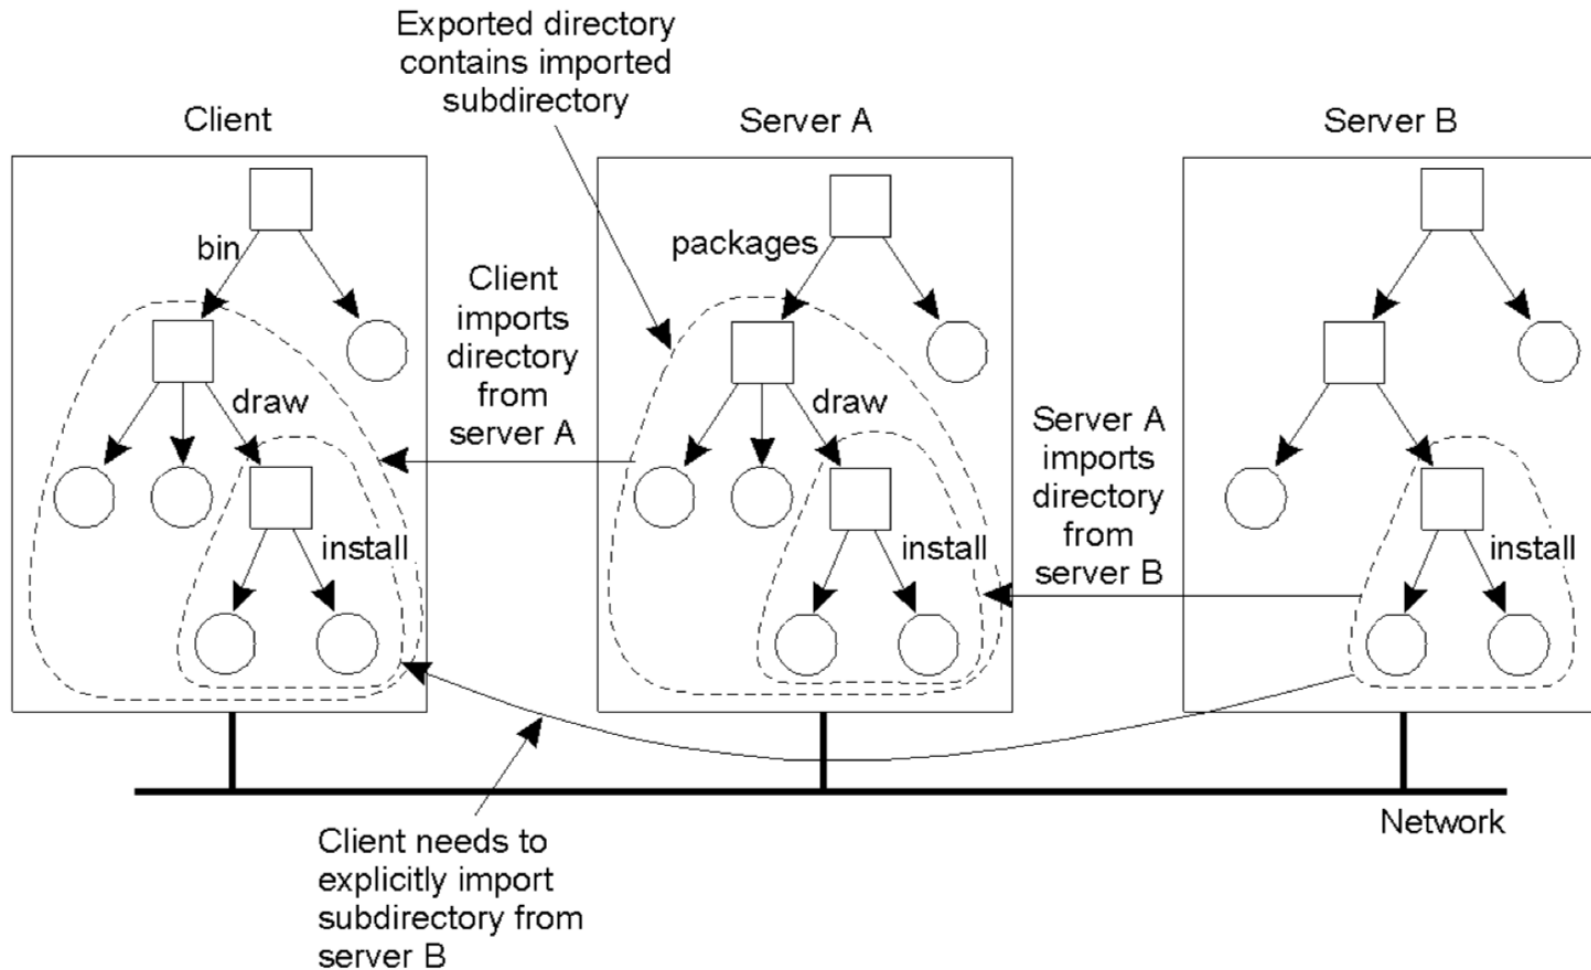 Exported directory
contains imported
subdirectory
Client
Server A
Server B
bin
packages
Client
imports
directory
from
server A
draw
draw
Server A
imports
directory
from
server B
install
install
install
Network
Client needs to
explicitly import
subdirectory from
server B